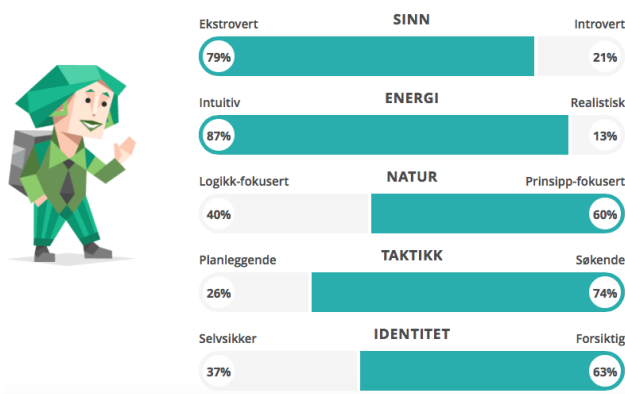 SINN
Ekstrovert Introvert
79% 21%
ENERGI
Intuitiv Realistisk
87% 13%
NATUR
Logikk-fokusert Prinsipp-fokusert
40% 60%
TAKTIKK
Planleggende Søkende
26% 74%
IDENTITET
Selvsikker Forsiktig
37% 63%